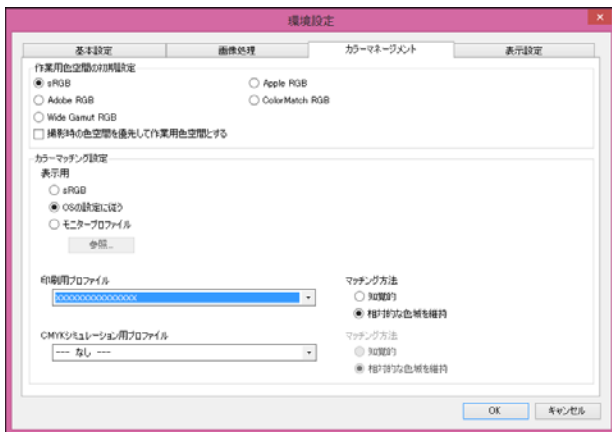 環境設定
×
基本設定 画像処理 カラーマネージメント 表示設定
作業用色空間の初期設定
sRGB Apple RGB
Adobe RGB ColorMatch RGB
Wide Gamut RGB
撮影時の色空間を優先して作業用色空間とする
カラーマッチング設定
表示用
sRGB
OSの設定に従う
モニタープロファイル
参照...
印刷用プロファイル マッチング方法
知覚的
相対的な色域を維持
CMYKシミュレーション用プロファイル マッチング方法
--- なし --- 知覚的
相対的な色域を維持
OK キャンセル